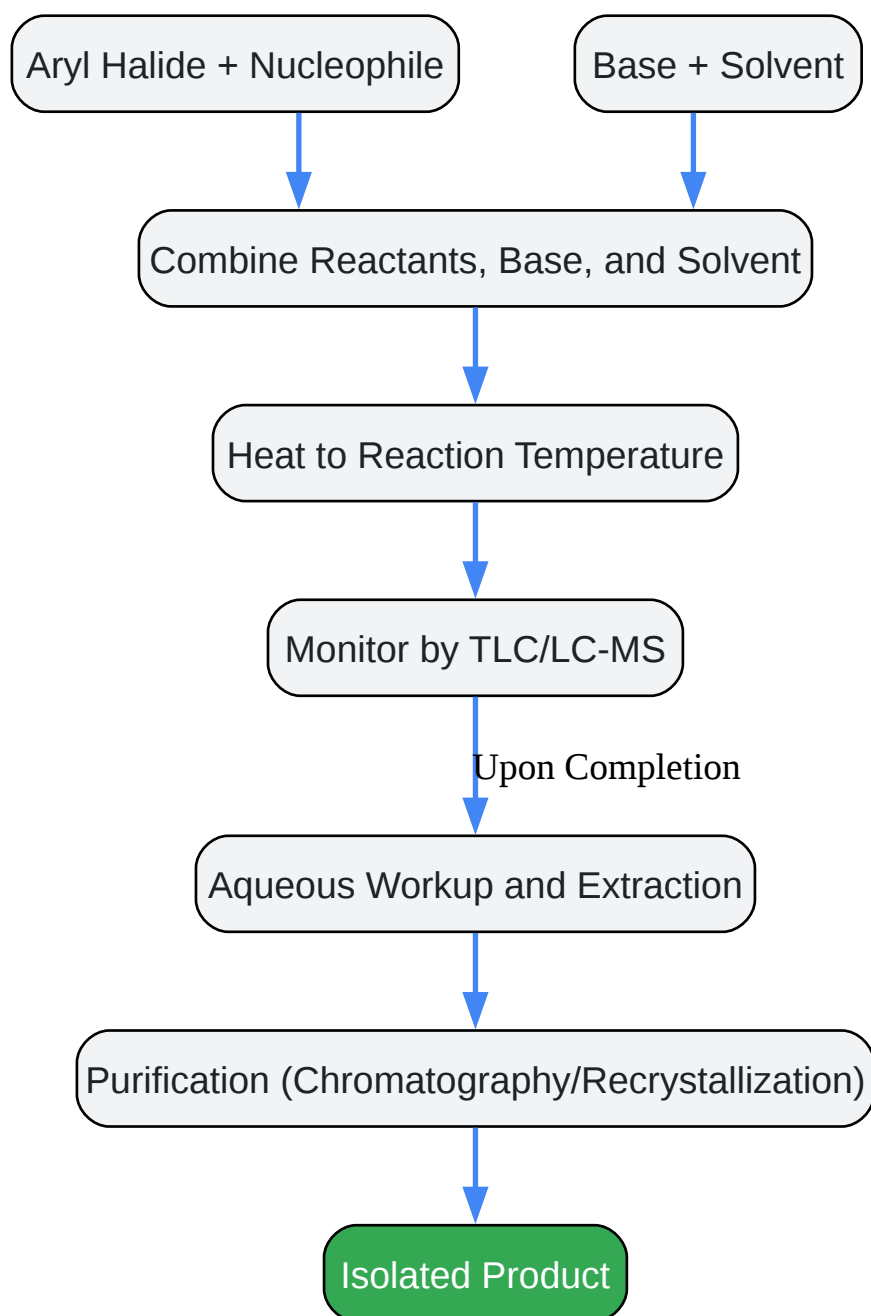 Aryl Halide + Nucleophile
Base + Solvent
Combine Reactants, Base, and Solvent
Heat to Reaction Temperature
Monitor by TLC/LC-MS
Upon Completion
Aqueous Workup and Extraction
Purification (Chromatography/Recrystallization)
Isolated Product